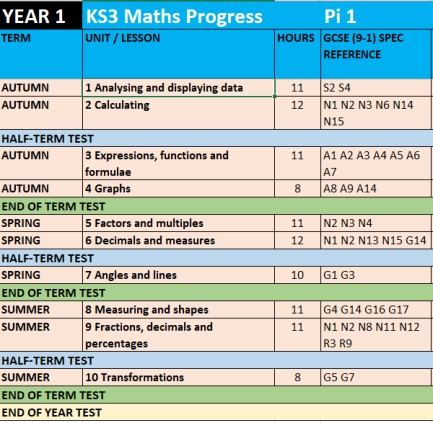 YEAR 1 KS3 Maths Progress Pi 1
TERM UNIT / LESSON HOURS GCSE (9-1) SPEC
REFERENCE
AUTUMN 1 Analysing and displaying data 11 S2 S4
AUTUMN 2 Calculating 12 N1 N2 N3 N6 N14
N15
HALF-TERM TEST
AUTUMN 3 Expressions, functions and 11 A1 A2 A3 A4 A5 A6
formulae A7
AUTUMN 4 Graphs 8 A8 A9 A14
END OF TERM TEST
SPRING 5 Factors and multiples 11 N2 N3 N4
SPRING 6 Decimals and measures 12 N1 N2 N13 N15 G14
HALF-TERM TEST
SPRING 7 Angles and lines 10 G1 G3
END OF TERM TEST
SUMMER 8 Measuring and shapes 11 G4 G14 G16 G17
SUMMER 9 Fractions, decimals and 11 N1 N2 N8 N11 N12
percentages R3 R9
HALF-TERM TEST
SUMMER 10 Transformations 8 G5 G7
END OF TERM TEST
END OF YEAR TEST